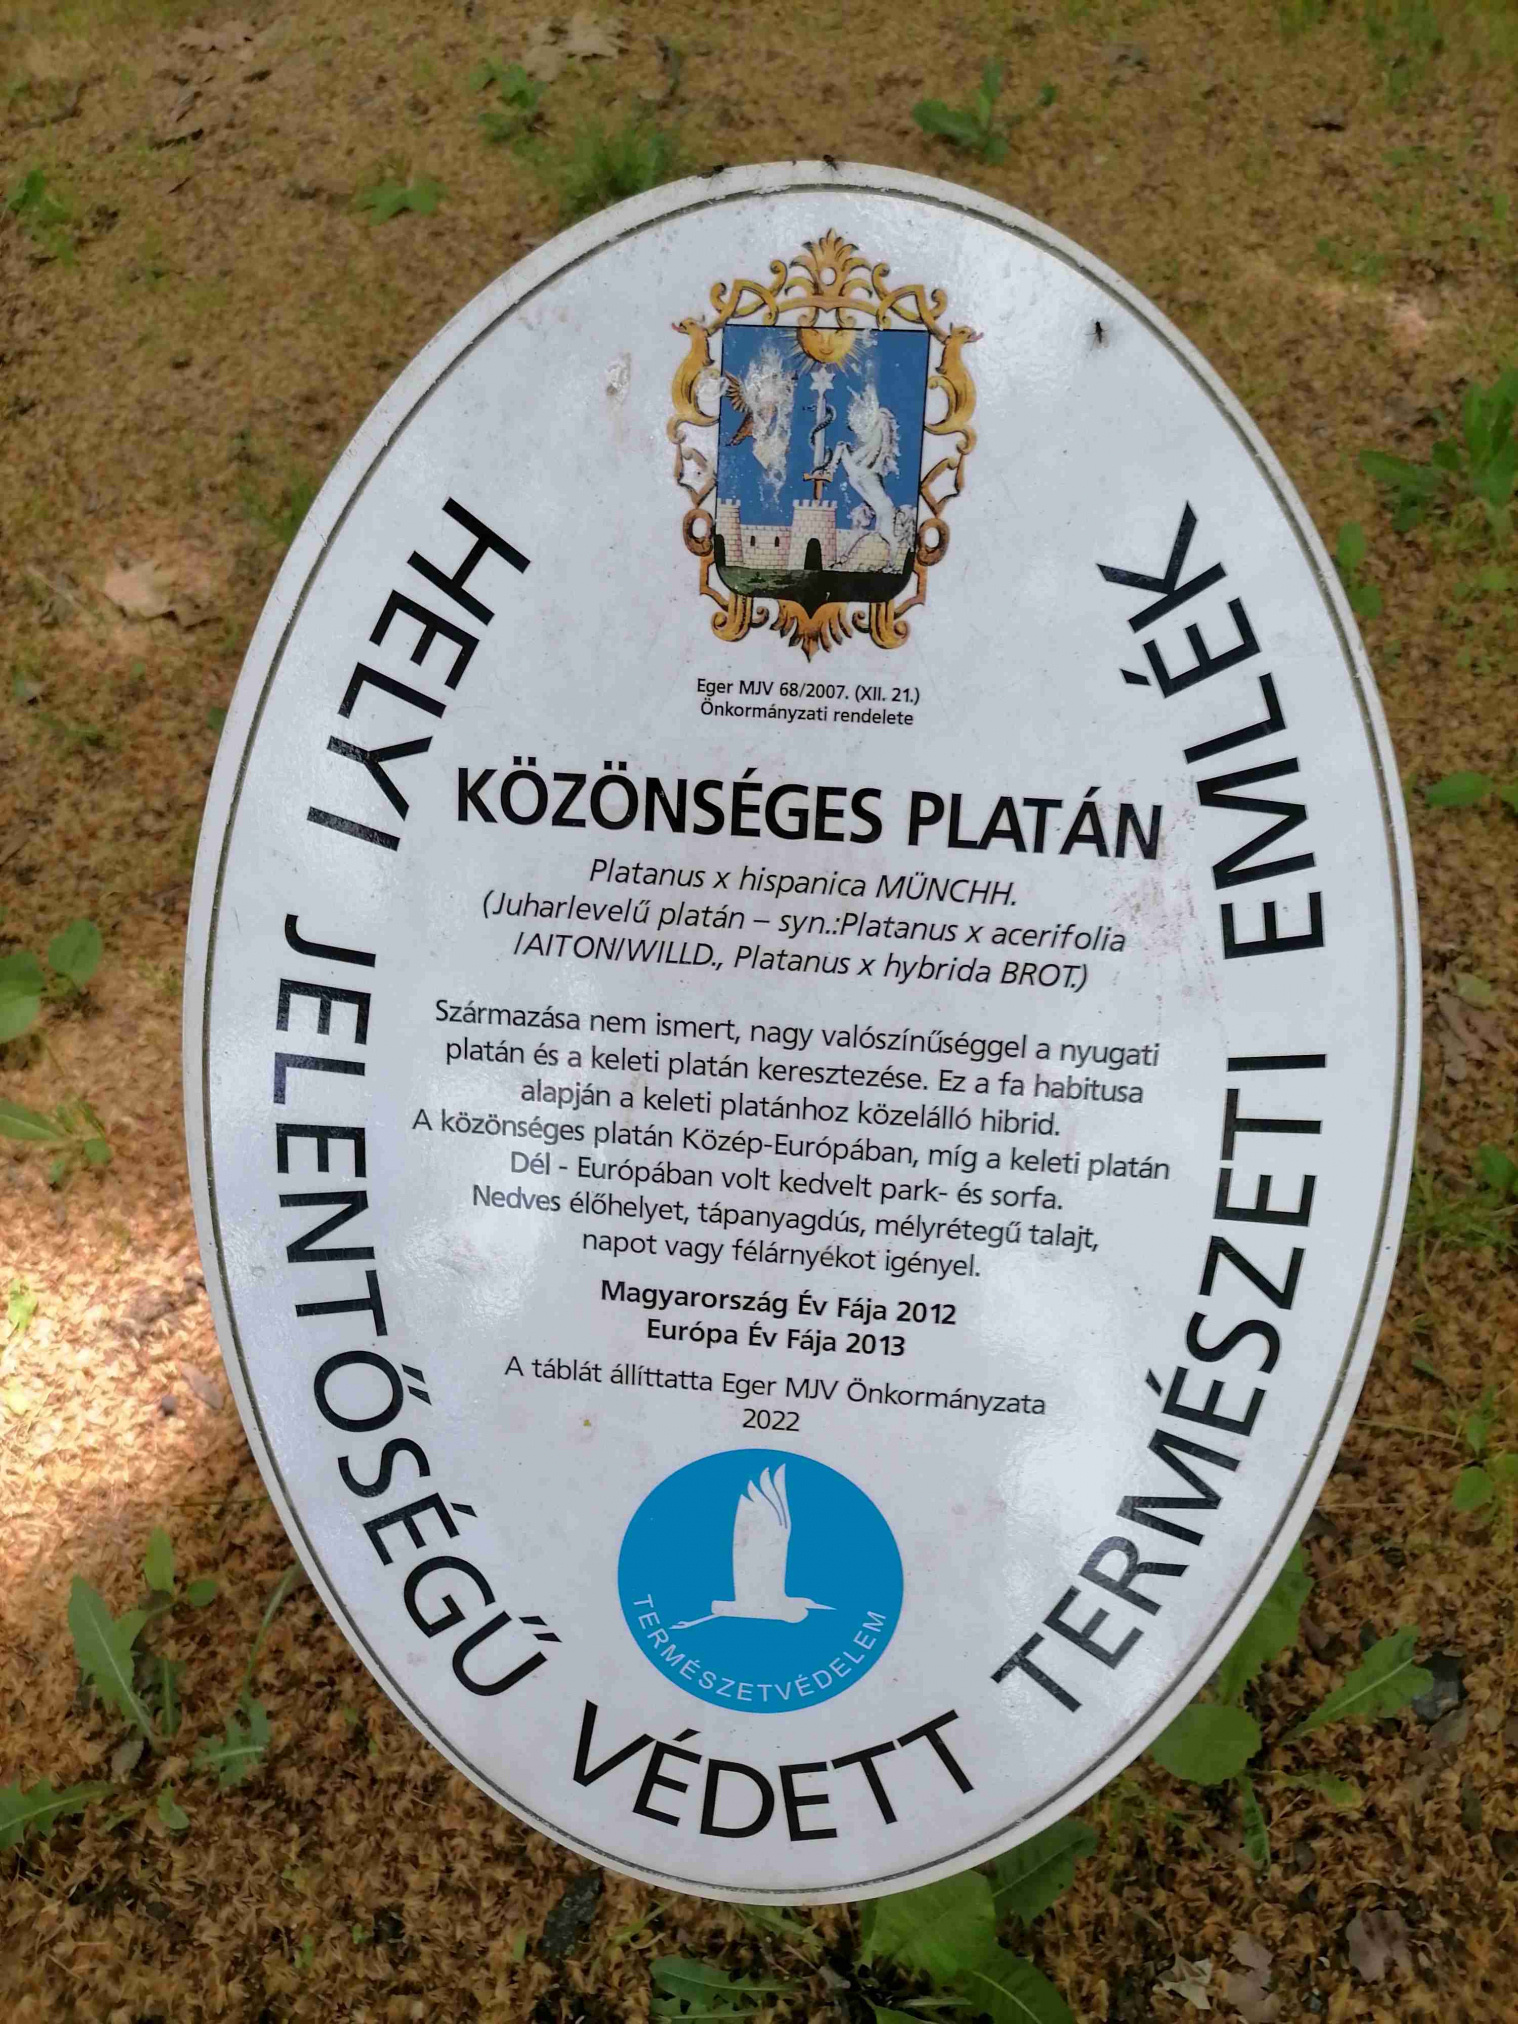 HELYI JELENTŐSÉGŰ VÉDETT TERMÉSZETI EMLÉK
Eger MJV 68/2007. (XII. 21.)
Önkormányzati rendelete
KÖZÖNSÉGES PLATÁN
Platanus x hispanica MÜNCHH.
(Juharlevelű platán – syn.:Platanus x acerifolia
/AITON/WILLD., Platanus x hybrida BROT.)
Származása nem ismert, nagy valószínűséggel a nyugati
platán és a keleti platán keresztezése. Ez a fa habitusa
alapján a keleti platánhoz közelálló hibrid.
A közönséges platán Közép-Európában, míg a keleti platán
Dél - Európában volt kedvelt park- és sorfa.
Nedves élőhelyet, tápanyagdús, mélyrétegű talajt,
napot vagy félárnyékot igényel.
Magyarország Év Fája 2012
Európa Év Fája 2013
A táblát állíttatta Eger MJV Önkormányzata
2022
TERMÉSZETVÉDELEM